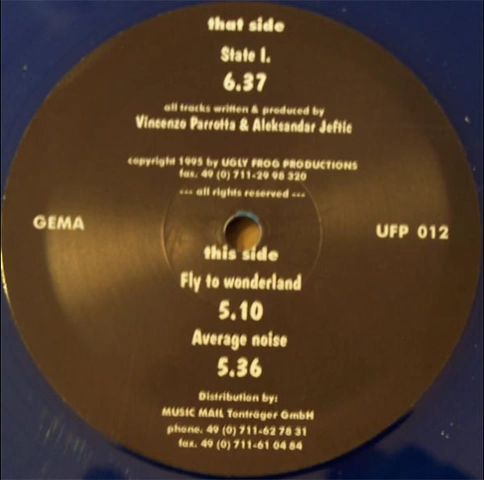 that side
State I.
6.37
all tracks written & produced by
Vincenzo Parrotta & Aleksandar Jeftic
copyright 1995 by UGLY FROG PRODUCTIONS
fax. 49 (0) 711-29 98 320
--- all rights reserved ---
GEMA
UFP 012
this side
Fly to wonderland
5.10
Average noise
5.36
Distribution by:
MUSIC MAIL Tonträger GmbH
phone. 49 (0) 711-62 78 31
fax. 49 (0) 711-61 04 84